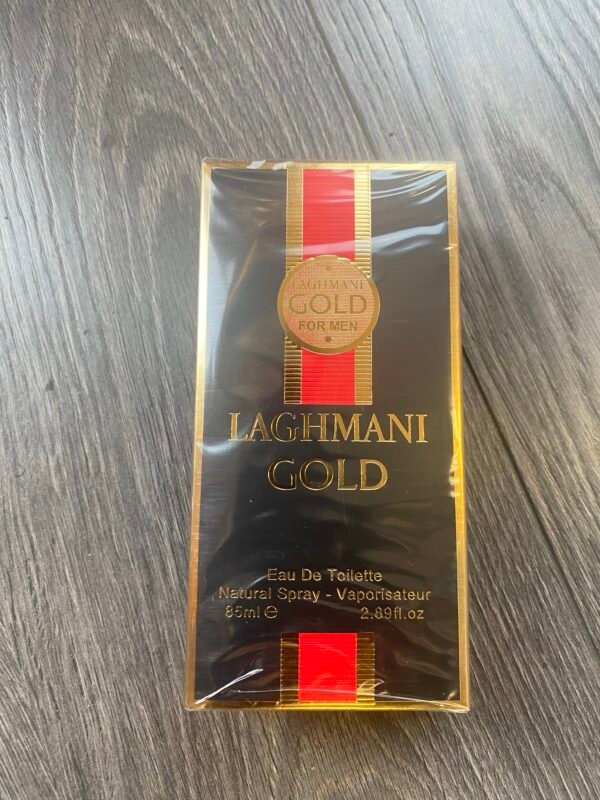 LAGHMANI
GOLD
FOR MEN
LAGHMANI
GOLD
Eau De Toilette
Natural Spray - Vaporisateur
85ml ℮ 2.89fl.oz